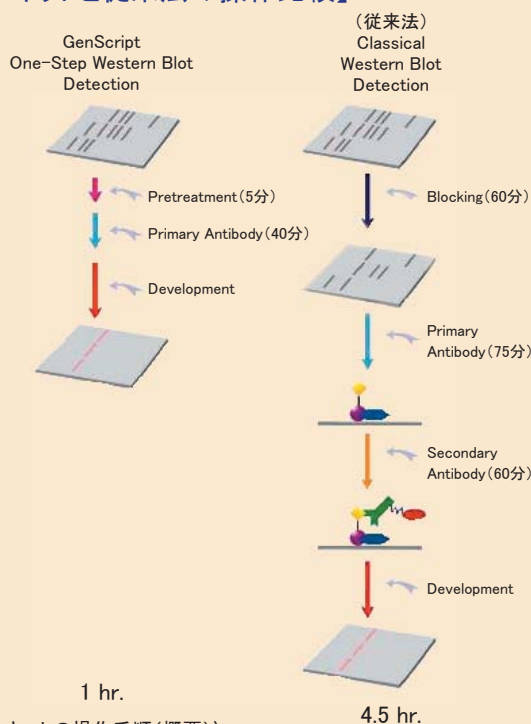 GenScript
One-Step Western Blot
Detection
Pretreatment(5分)
Primary Antibody(40分)
Development
1 hr.
(従来法)
Classical
Western Blot
Detection
Blocking(60分)
Primary
Antibody(75分)
Secondary
Antibody(60分)
Development
4.5 hr.